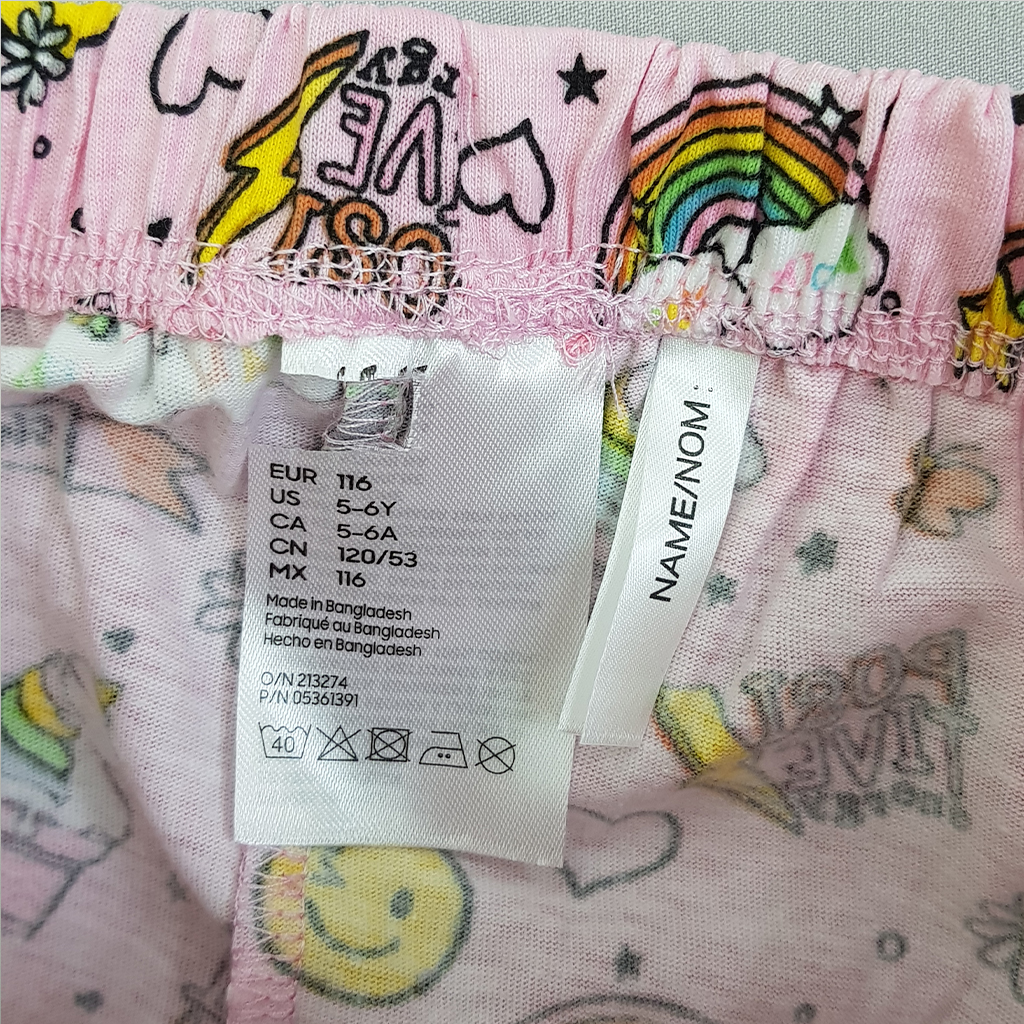 EUR 116
US 5-6Y
CA 5-6A
CN 120/53
MX 116
Made in Bangladesh
Fabriqué au Bangladesh
Hecho en Bangladesh
O/N 213274
P/N 05361391
40
NAME/NOM :